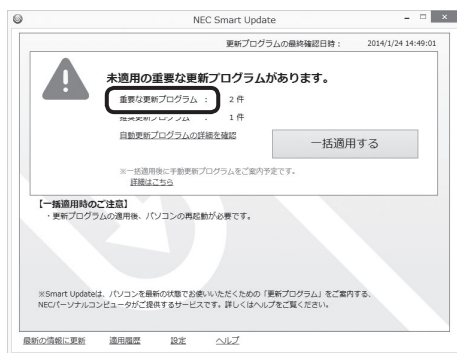 NEC Smart Update
更新プログラムの最終確認日時： 2014/1/24 14:49:01
未適用の重要な更新プログラムがあります。
重要な更新プログラム ： 2 件
推奨更新プログラム ： 1 件
自動更新プログラムの詳細を確認
一括適用する
※一括適用後に手動更新プログラムをご案内予定です。
詳細はこちら
【一括適用時のご注意】
・更新プログラムの適用後、パソコンの再起動が必要です。
※Smart Updateは、パソコンを最新の状態でお使いいただくための「更新プログラム」をご案内する、
NECパーソナルコンピュータがご提供するサービスです。詳しくはヘルプをご覧ください。
最新の情報に更新 適用履歴 設定 ヘルプ